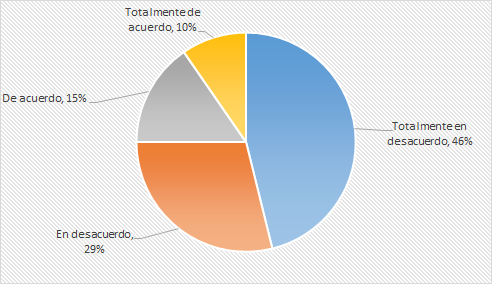 Totalmente de
acuerdo, 10%
De acuerdo, 15%
Totalmente en
desacuerdo, 46%
En desacuerdo,
29%